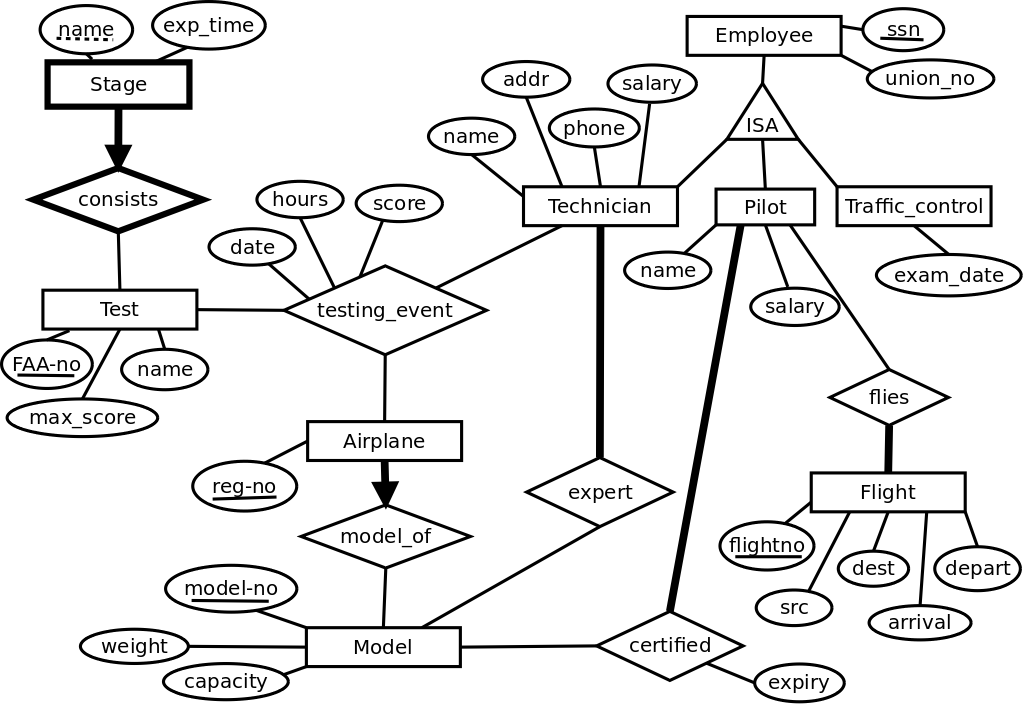 name
exp_time
Employee
ssn
union_no
Stage
addr
salary
name
phone
ISA
consists
hours
score
Technician
Pilot
Traffic_control
date
name
exam_date
Test
testing_event
salary
FAA-no
name
max_score
flies
Airplane
reg-no
expert
Flight
model_of
flightno
dest
depart
model-no
src
arrival
weight
Model
certified
capacity
expiry